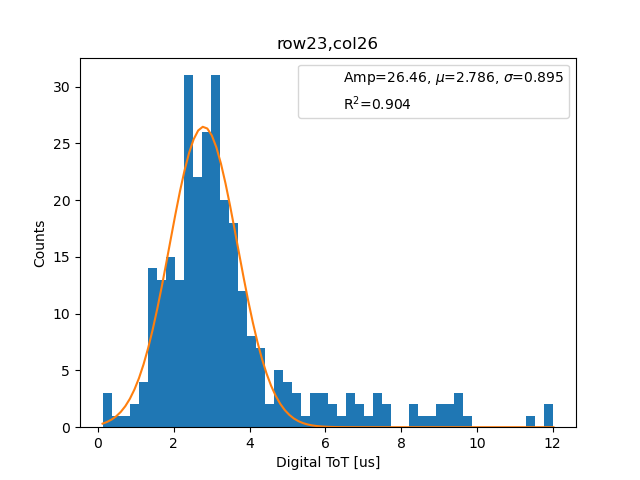 row23,col26
Amp=26.46, μ=2.786, σ=0.895
R²=0.904
30
25
20
15
10
5
0
Counts
0 2 4 6 8 10 12
Digital ToT [us]